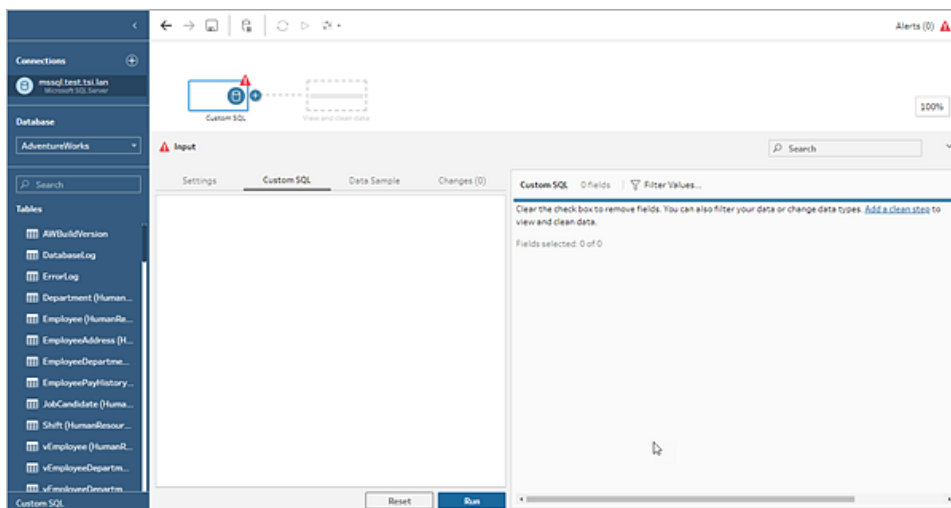 Alerts (0)
Connections
mssql.test.tsi.lan
Microsoft SQL Server
Custom SQL
View and clean data
100%
Database
AdventureWorks
Input
Search
Search
Settings
Custom SQL
Data Sample
Changes (0)
Custom SQL 0 fields Filter Values...
Clear the check box to remove fields. You can also filter your data or change data types. Add a clean step to
view and clean data.
Fields selected: 0 of 0
Tables
AWBuildVersion
DatabaseLog
ErrorLog
Department (Human...
Employee (HumanRe...
EmployeeAddress (H...
EmployeeDepartme...
EmployeePayHistory...
JobCandidate (Huma...
Shift (HumanResour...
vEmployee (HumanR...
vEmployeeDepartm...
vEmployeeDepartm...
Custom SQL
Reset
Run